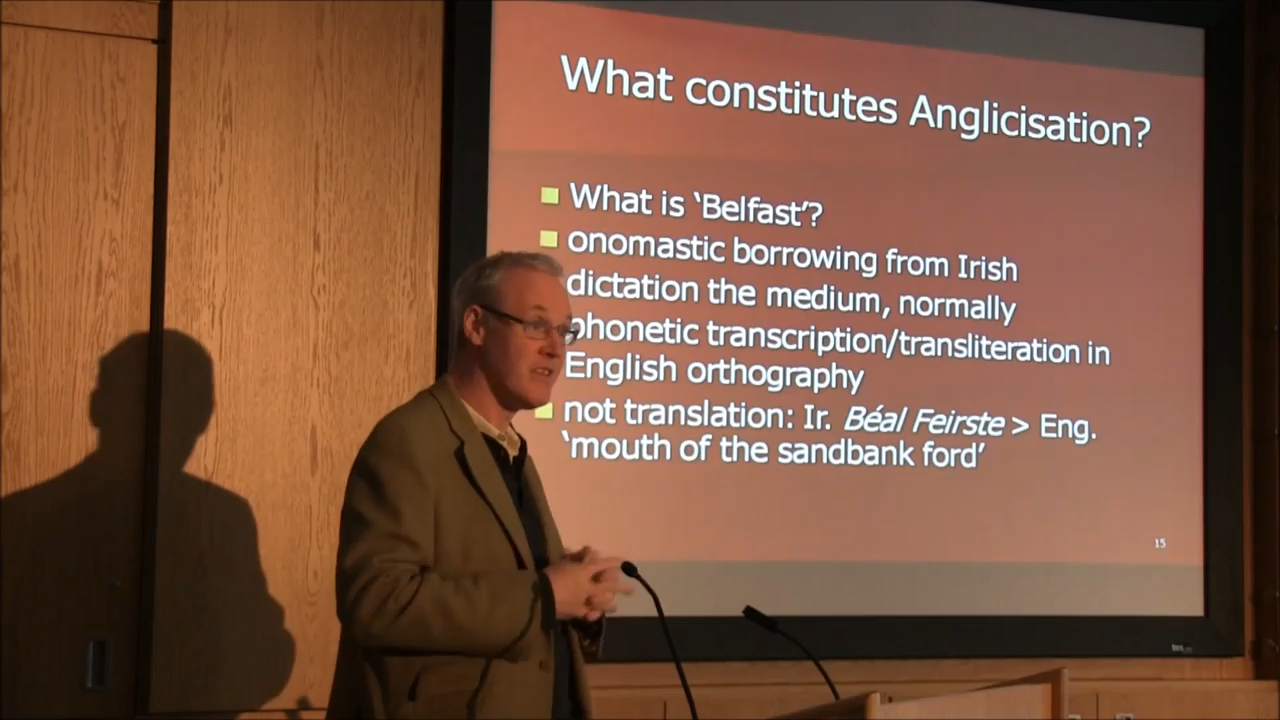 What constitutes Anglicisation?
What is ‘Belfast’?
onomastic borrowing from Irish
dictation the medium, normally
phonetic transcription/transliteration in
English orthography
not translation: Ir. Béal Feirste > Eng.
‘mouth of the sandbank ford’
15